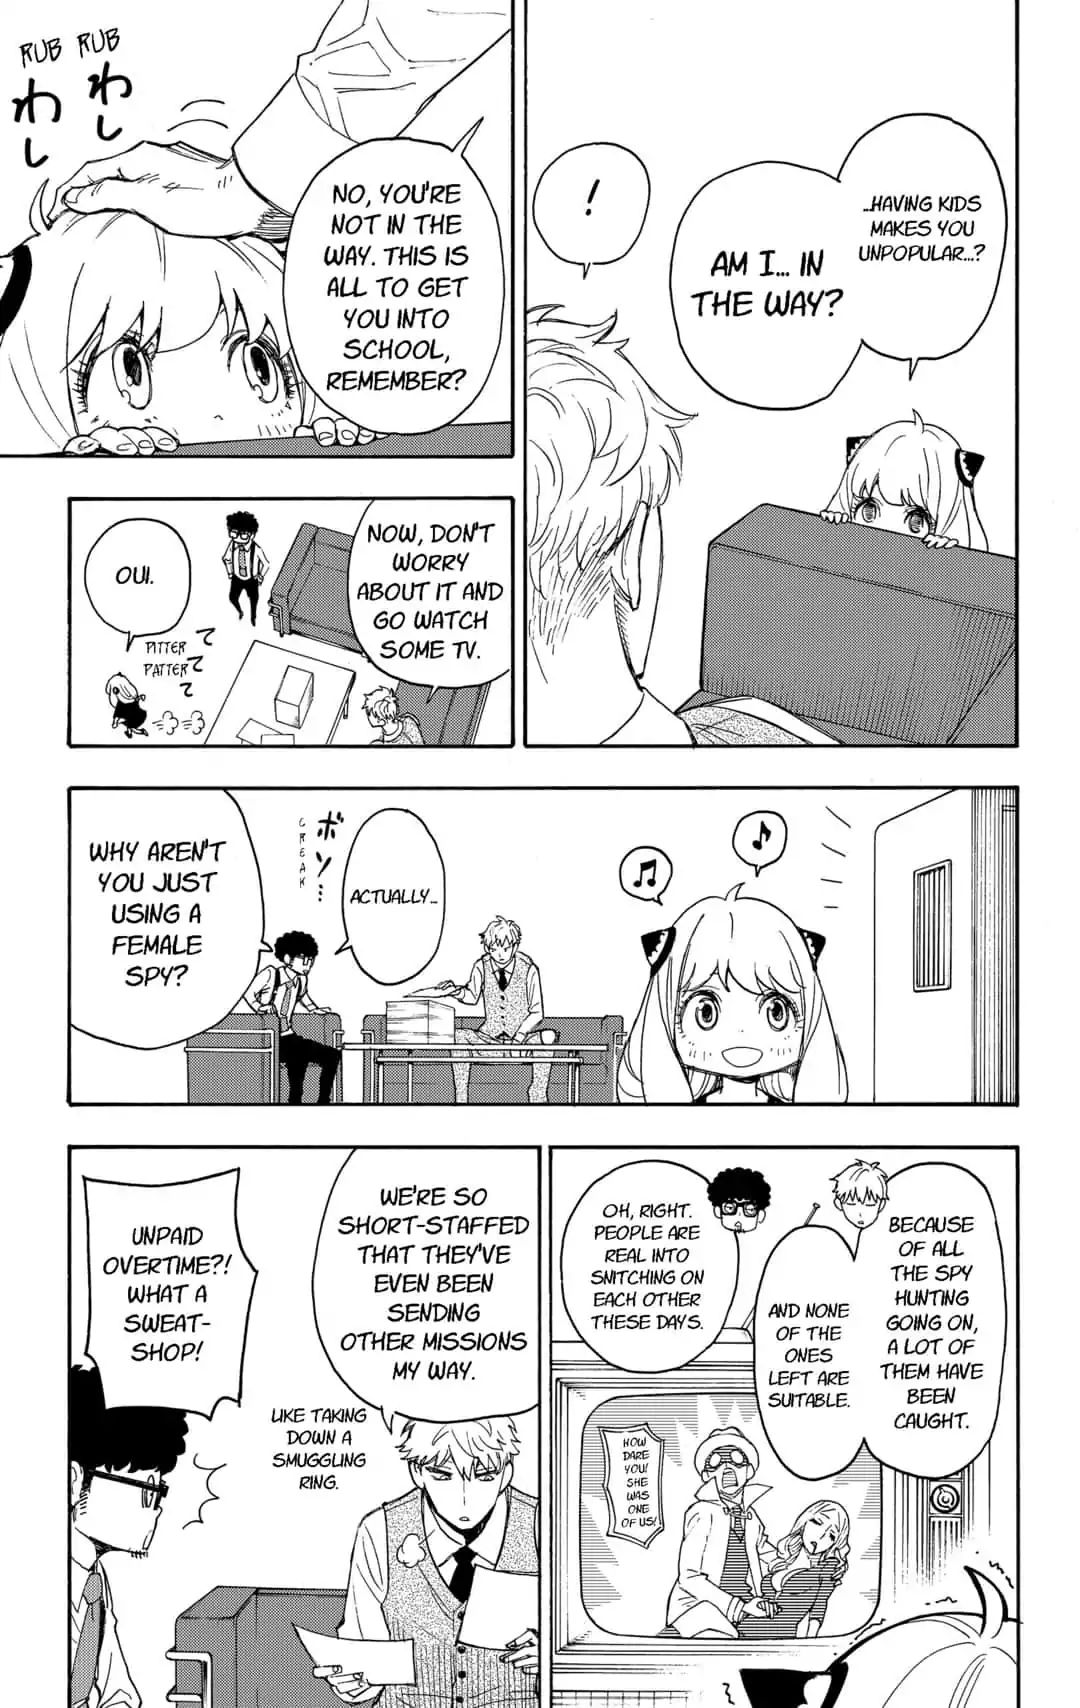 ..HAVING KIDS
MAKES YOU
UNPOPULAR...?
AM I... IN
THE WAY?
!
NO, YOU'RE
NOT IN THE
WAY. THIS IS
ALL TO GET
YOU INTO
SCHOOL,
REMEMBER?
RUB RUB
わし
わし
NOW, DON'T
WORRY
ABOUT IT AND
GO WATCH
SOME TV.
OUI.
PITTER
PATTER
て
て
て
♪
♫
ACTUALLY...
ボソ…
CREAK
WHY AREN'T
YOU JUST
USING A
FEMALE
SPY?
BECAUSE
OF ALL
THE SPY
HUNTING
GOING ON,
A LOT OF
THEM HAVE
BEEN
CAUGHT.
AND NONE
OF THE
ONES
LEFT ARE
SUITABLE.
OH, RIGHT.
PEOPLE ARE
REAL INTO
SNITCHING ON
EACH OTHER
THESE DAYS.
HOW
DARE
YOU!
SHE
WAS
ONE
OF US!
WE'RE SO
SHORT-STAFFED
THAT THEY'VE
EVEN BEEN
SENDING
OTHER MISSIONS
MY WAY.
LIKE TAKING
DOWN A
SMUGGLING
RING.
UNPAID
OVERTIME?!
WHAT A
SWEAT-
SHOP!